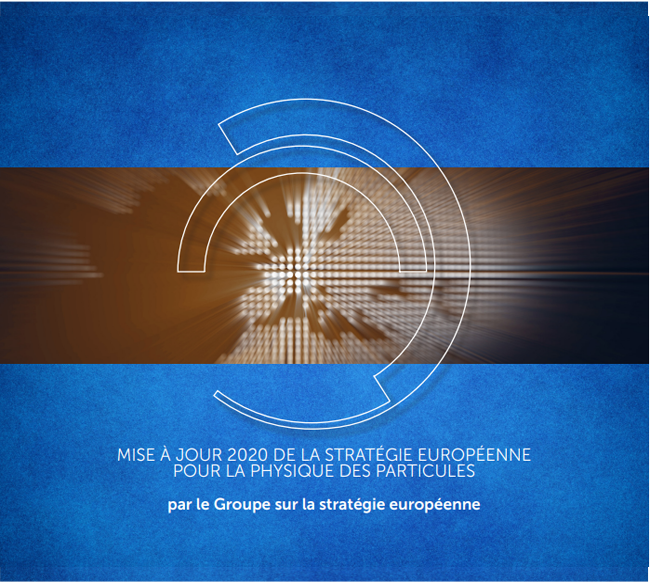 MISE À JOUR 2020 DE LA STRATÉGIE EUROPÉENNE
POUR LA PHYSIQUE DES PARTICULES
par le Groupe sur la stratégie européenne